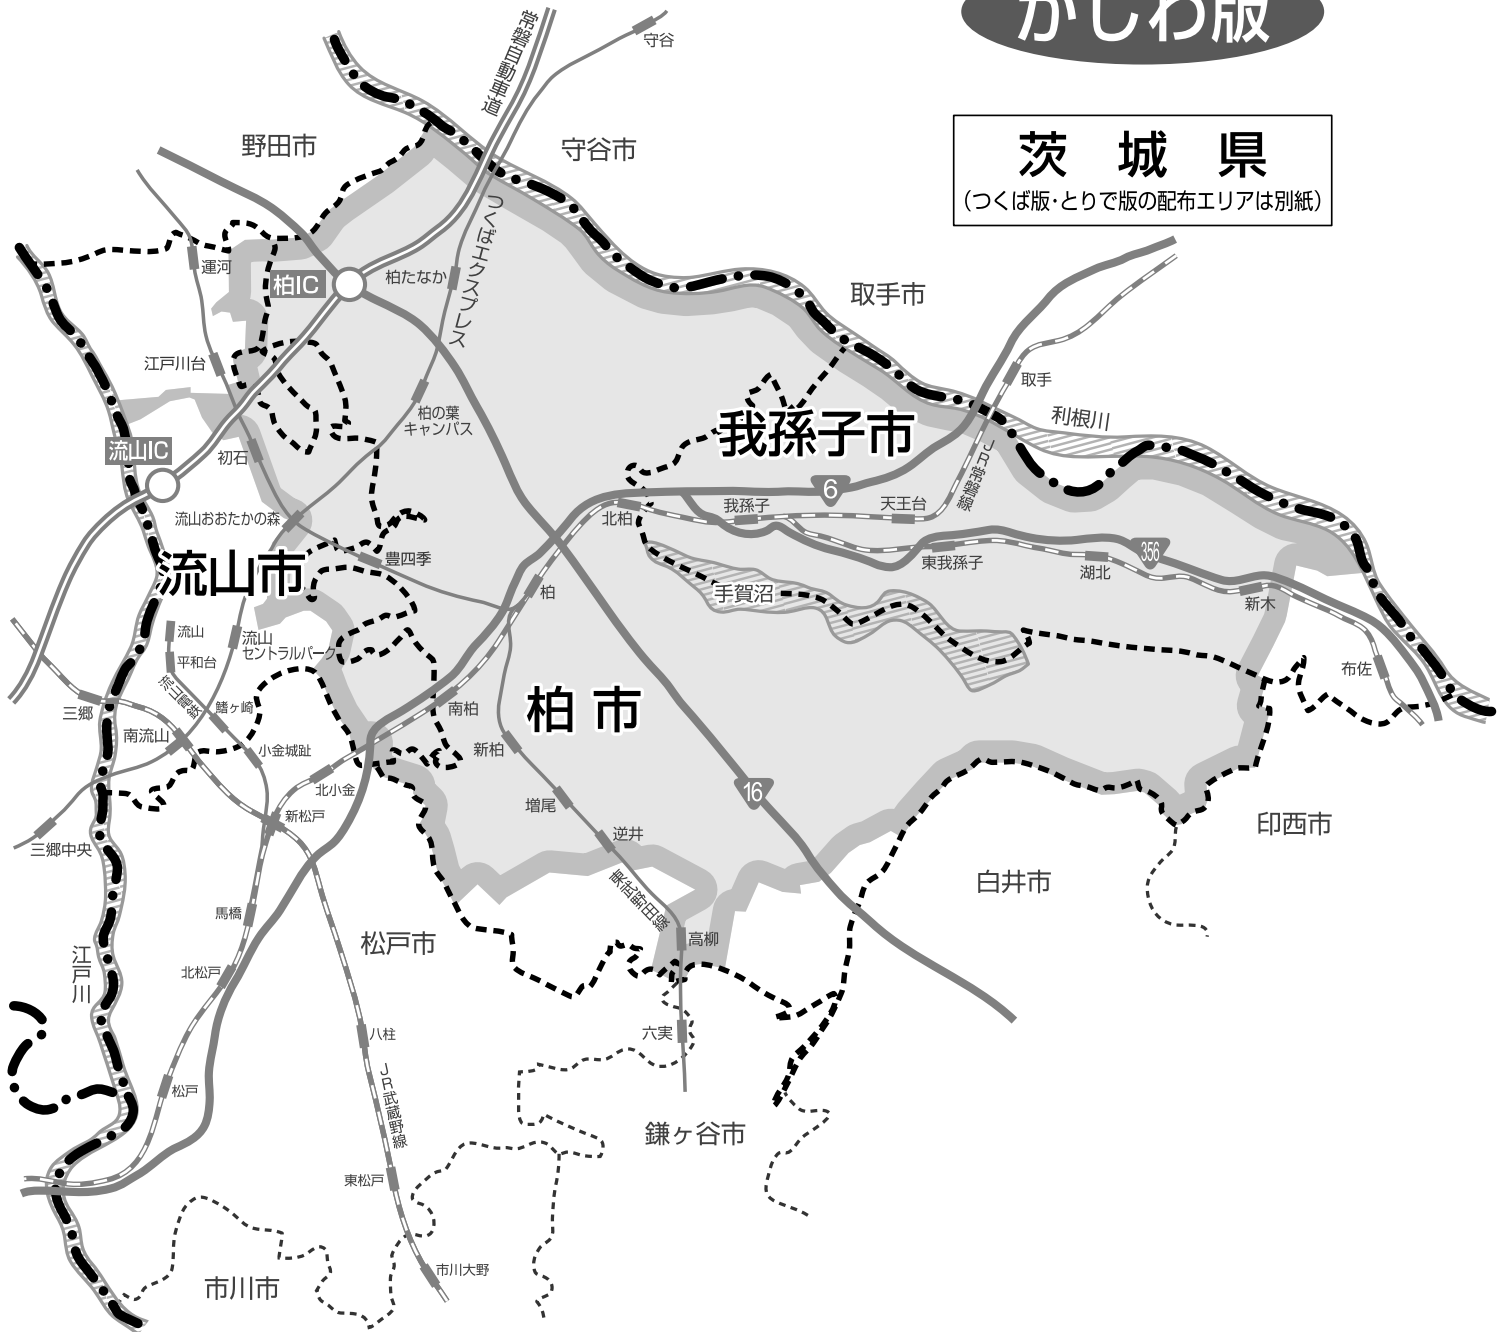 かしわ版
茨城県
(つくば版・とりで版の配布エリアは別紙)
常磐自動車道
守谷
野田市
守谷市
つくばエクスプレス
運河
柏IC
柏たなか
取手市
江戸川台
取手
柏の葉
キャンパス
利根川
我孫子市
流山IC
初石
JR常磐線
6
流山おおたかの森
北柏
我孫子
天王台
豊四季
東我孫子
356
湖北
流山市
柏
手賀沼
新木
流山
流山
セントラルパーク
平和台
布佐
流山電鉄
三郷
鰭ヶ崎
南柏
柏市
南流山
小金城趾
新柏
北小金
16
増尾
新松戸
逆井
印西市
三郷中央
東武野田線
白井市
馬橋
松戸市
高柳
江戸川
北松戸
六実
八柱
松戸
JR武蔵野線
鎌ヶ谷市
東松戸
市川大野
市川市